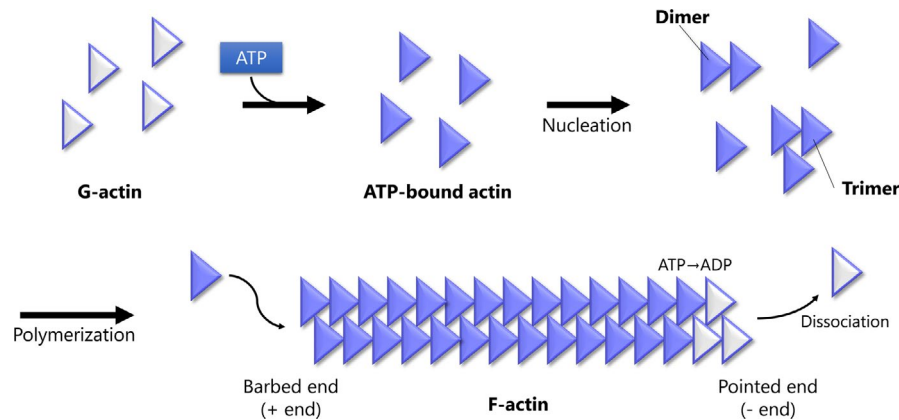 Dimer
ATP
Nucleation
G-actin
ATP-bound actin
Trimer
ATP→ADP
Polymerization
Dissociation
Barbed end
(+ end)
F-actin
Pointed end
(- end)